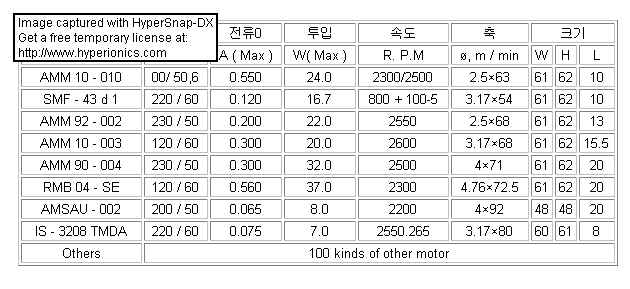 Image captured with HyperSnap-DX
Get a free temporary license at:
http://www.hyperionics.com
전류0 투입 속도 축 크기
A ( Max ) W( Max ) R. P.M ø, m / min W H L
AMM 10 - 010 00/ 50,6 0.550 24.0 2300/2500 2.5×63 61 62 10
SMF - 43 d 1 220 / 60 0.120 16.7 800 + 100-5 3.17×54 61 62 10
AMM 92 - 002 230 / 50 0.200 22.0 2550 2.5×68 61 62 13
AMM 10 - 003 120 / 60 0.300 20.0 2600 3.17×68 61 62 15.5
AMM 90 - 004 230 / 50 0.300 32.0 2500 4×71 61 62 20
RMB 04 - SE 120 / 60 0.560 37.0 2300 4.76×72.5 61 62 20
AMSAU - 002 200 / 50 0.065 8.0 2200 4×92 48 48 20
IS - 3208 TMDA 220 / 60 0.075 7.0 2550.265 3.17×80 60 61 8
Others 100 kinds of other motor